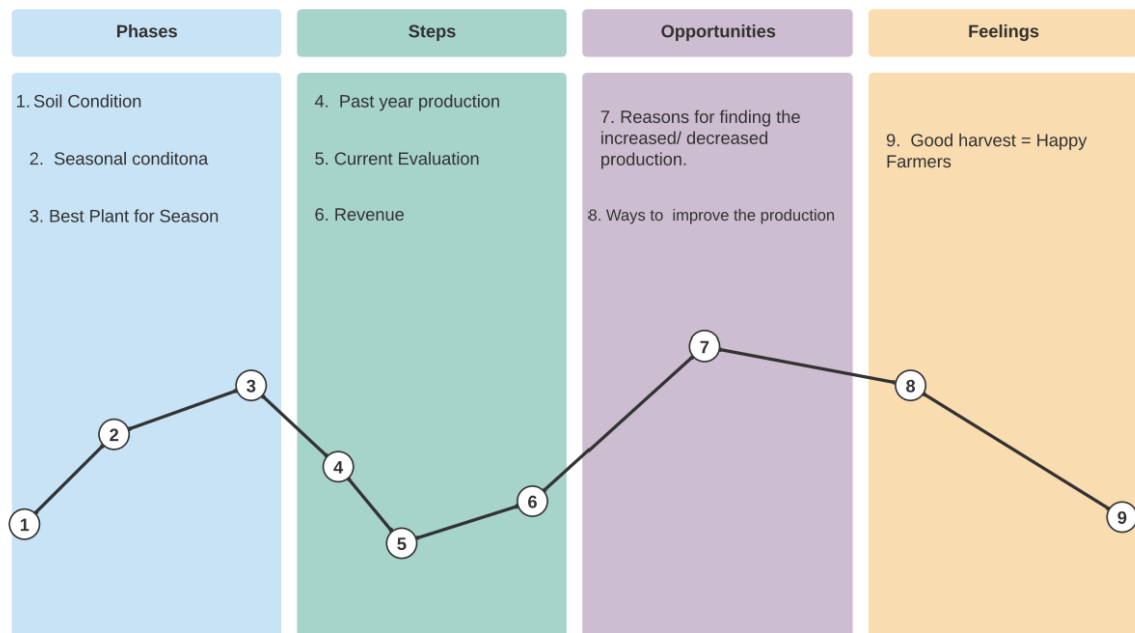 Phases
Steps
Opportunities
Feelings
1. Soil Condition
2. Seasonal conditona
3. Best Plant for Season
4. Past year production
5. Current Evaluation
6. Revenue
7. Reasons for finding the
increased/ decreased
production.
8. Ways to improve the production
9. Good harvest = Happy
Farmers
1
2
3
4
5
6
7
8
9